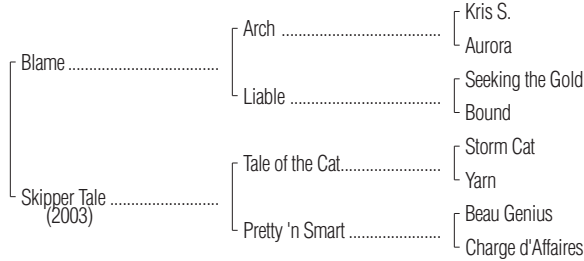 Kris S.
Arch ..................................
Aurora
Blame ................................
Seeking the Gold
Liable ................................
Bound
Storm Cat
Tale of the Cat.....................
Yarn
Skipper Tale .......................
(2003)
Beau Genius
Pretty 'n Smart ....................
Charge d'Affaires